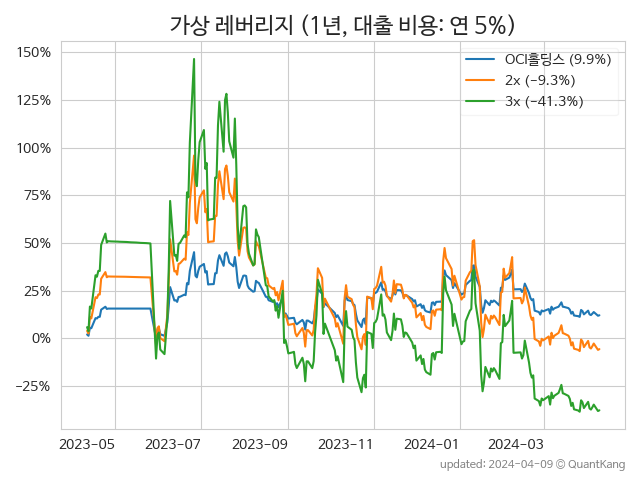 가상 레버리지 (1년, 대출 비용: 연 5%)
150%
125%
100%
75%
50%
25%
0%
−25%
OCI홀딩스 (9.9%)
2x (−9.3%)
3x (−41.3%)
2023-05
2023-07
2023-09
2023-11
2024-01
2024-03
updated: 2024-04-09 © QuantKang